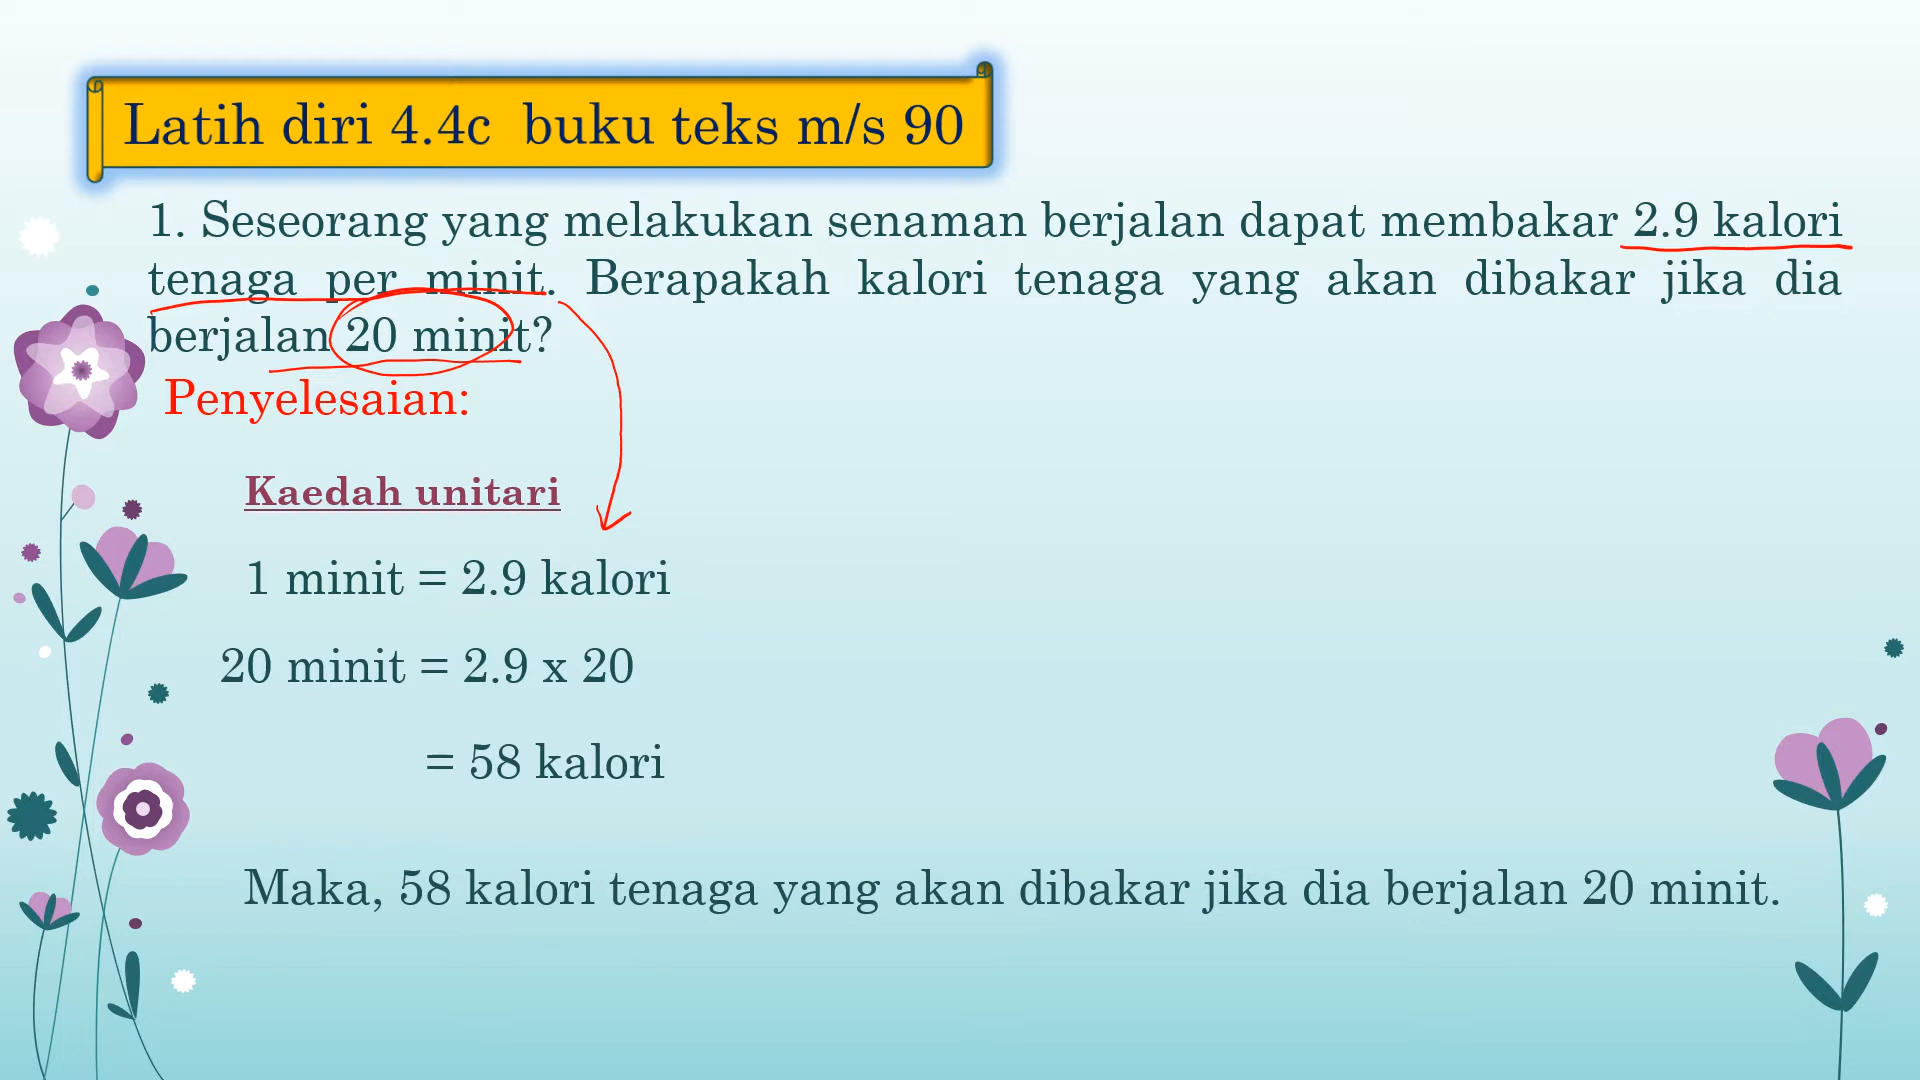 Latih diri 4.4c buku teks m/s 90
1. Seseorang yang melakukan senaman berjalan dapat membakar 2.9 kalori
tenaga per minit. Berapakah kalori tenaga yang akan dibakar jika dia
berjalan 20 minit?
Penyelesaian:
Kaedah unitari
1 minit = 2.9 kalori
20 minit = 2.9 x 20
= 58 kalori
Maka, 58 kalori tenaga yang akan dibakar jika dia berjalan 20 minit.